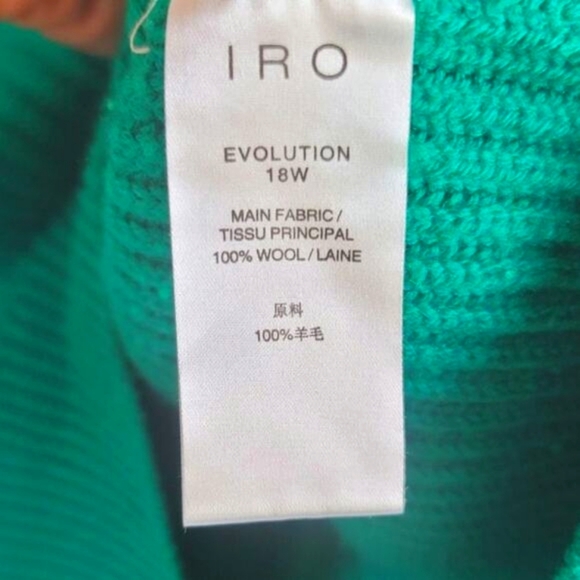 IRO
EVOLUTION
18W
MAIN FABRIC /
TISSU PRINCIPAL
100% WOOL / LAINE
原料
100%羊毛